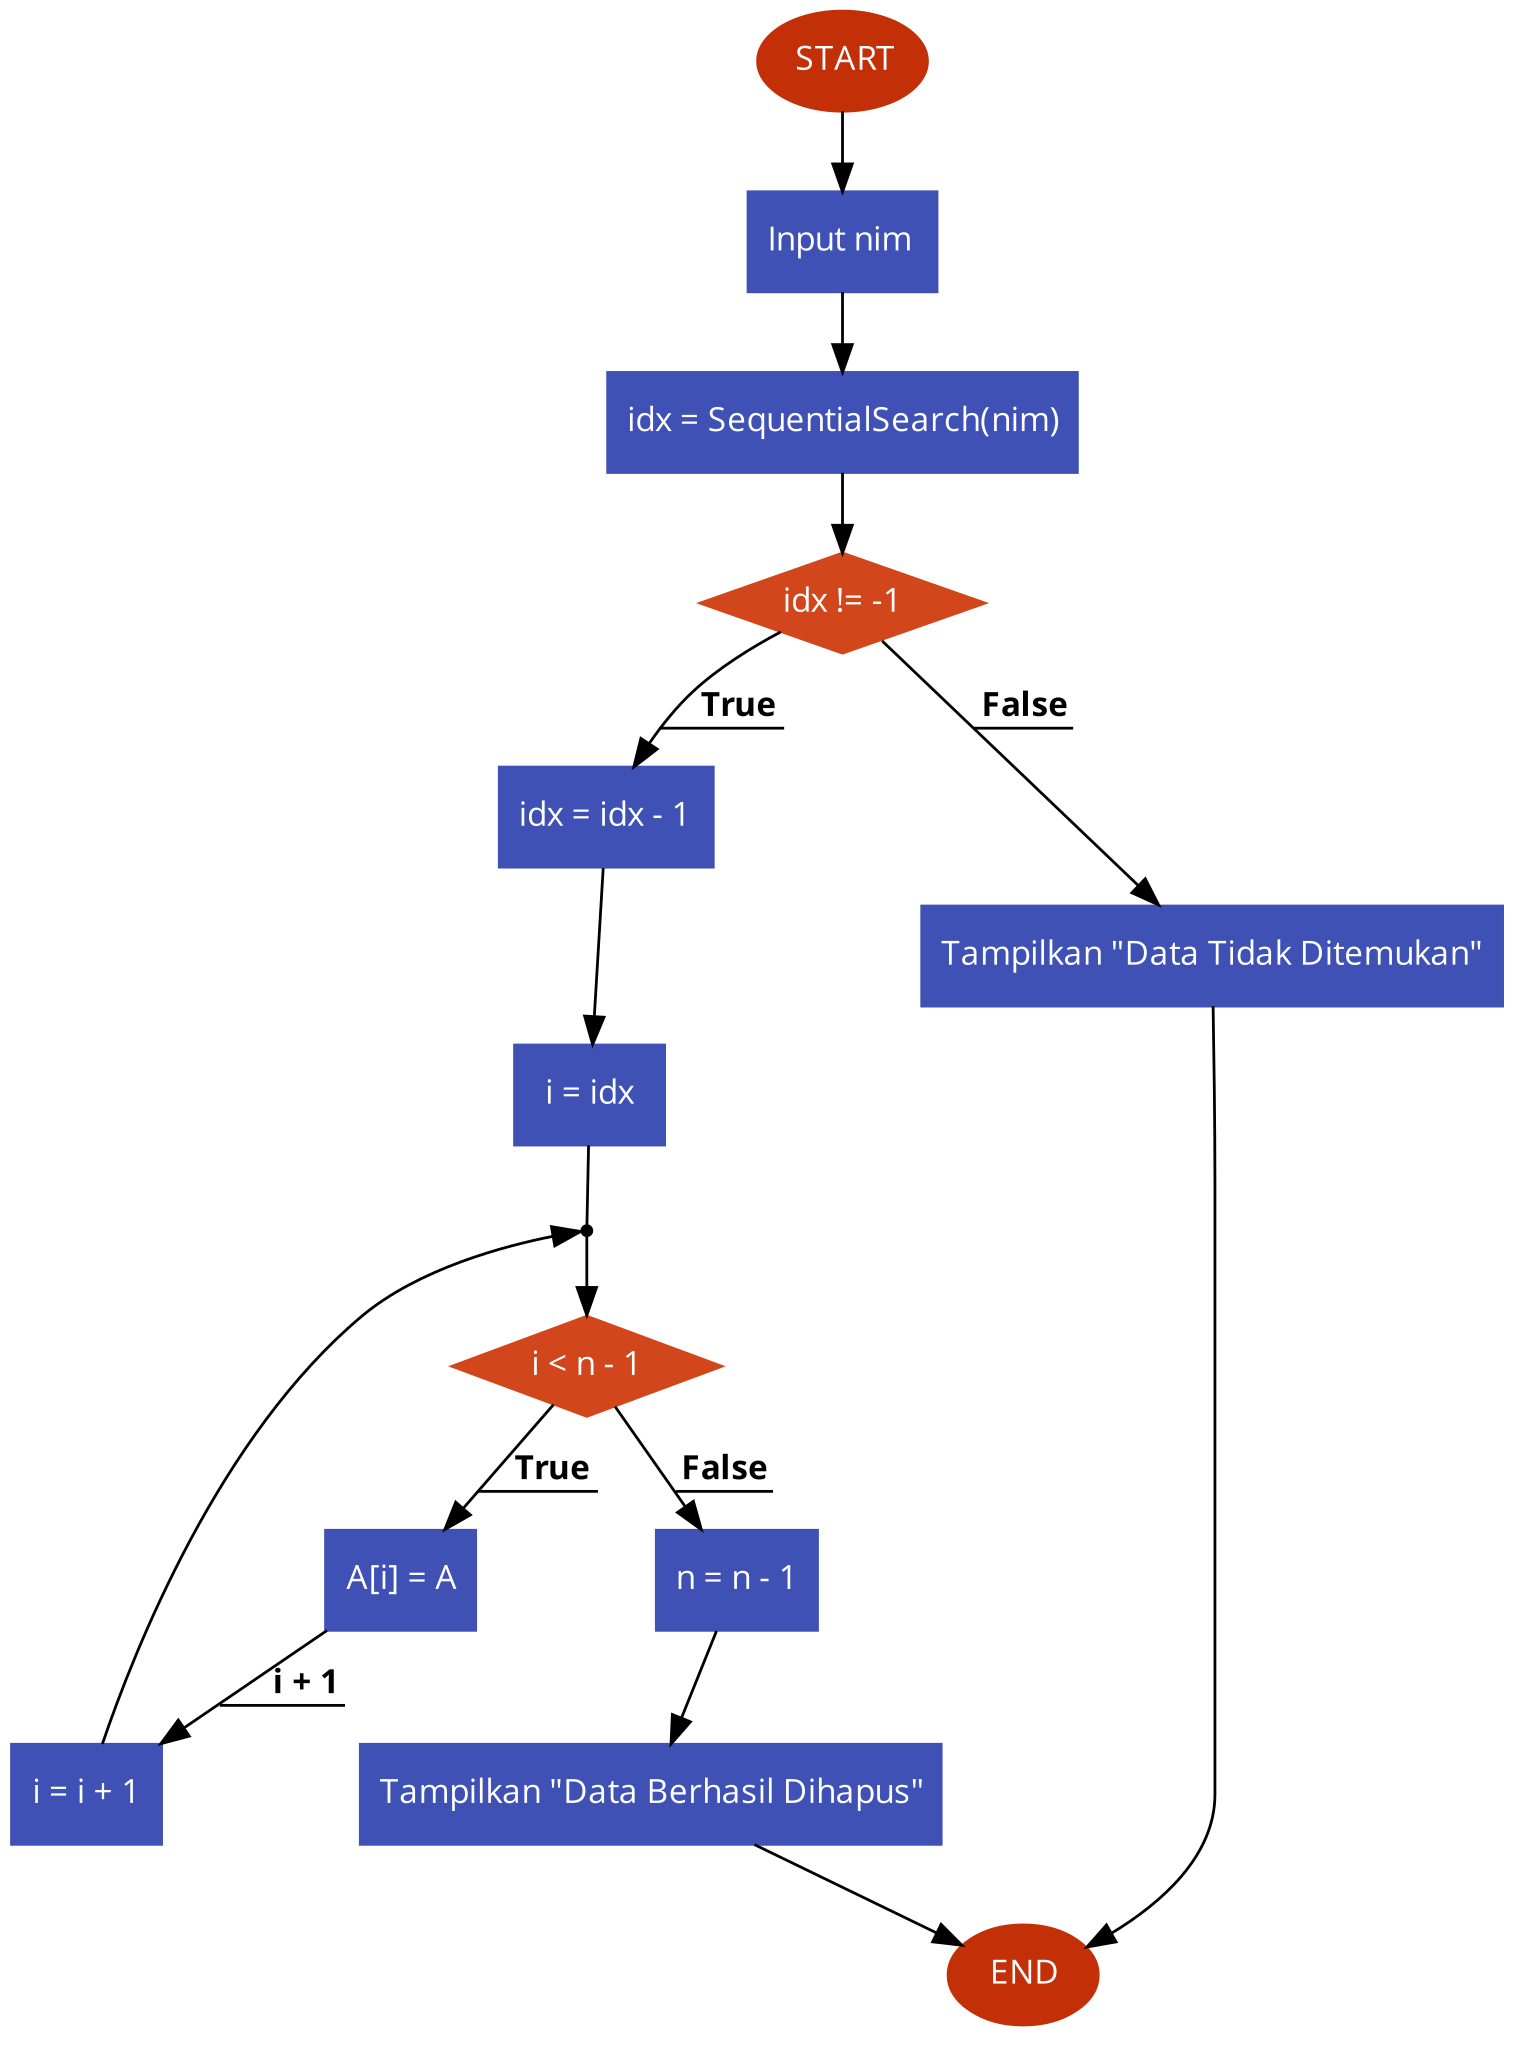 START
Input nim
idx = SequentialSearch(nim)
idx != -1
True
False
idx = idx - 1
Tampilkan "Data Tidak Ditemukan"
i = idx
i < n - 1
True
False
A[i] = A
n = n - 1
i + 1
i = i + 1
Tampilkan "Data Berhasil Dihapus"
END